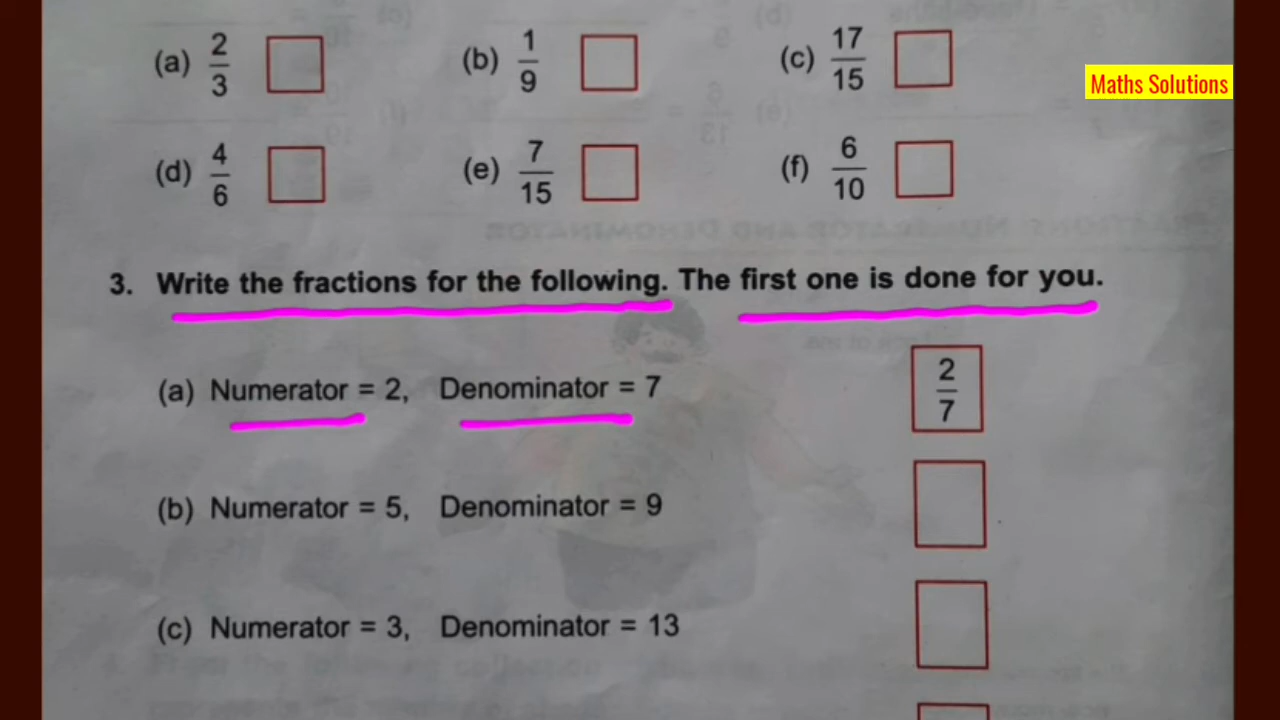 (a) 2/3 (b) 1/9 (c) 17/15
Maths Solutions
(d) 4/6 (e) 7/15 (f) 6/10
3. Write the fractions for the following. The first one is done for you.
(a) Numerator = 2, Denominator = 7 2/7
(b) Numerator = 5, Denominator = 9
(c) Numerator = 3, Denominator = 13